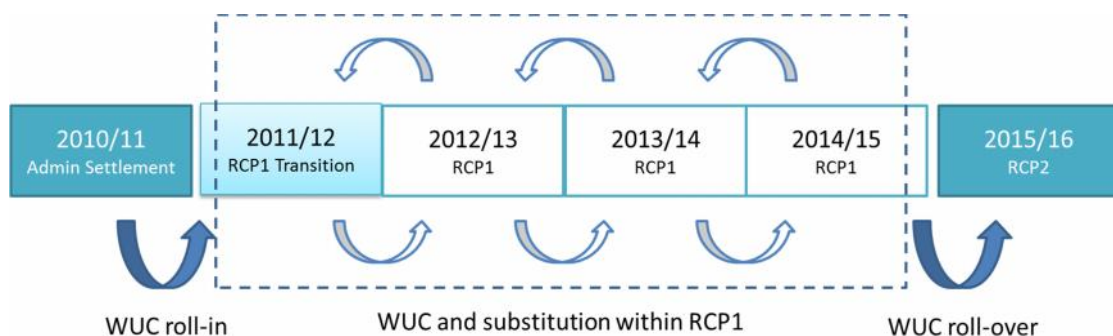 2010/11
Admin Settlement
2011/12
RCP1 Transition
2012/13
RCP1
2013/14
RCP1
2014/15
RCP1
2015/16
RCP2
WUC roll-in
WUC and substitution within RCP1
WUC roll-over